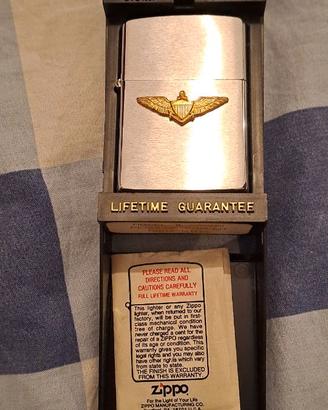 LIFETIME GUARANTEE
PLEASE READ ALL
DIRECTIONS AND
CAUTIONS CAREFULLY
FULL LIFETIME WARRANTY
This lighter or any Zippo
lighter, when returned to our
factory, will be put in first-
class mechanical condition
free of charge. We have
never charged a cent for the
repair of a ZIPPO regardless
of its age or condition. This
warranty gives you specific
legal rights and you may also
have other rights which vary
from state to state.
THE FINISH IS EXCLUDED
FROM THIS WARRANTY.
zippo
For the Light of Your Life
ZIPPO MANUFACTURING CO.